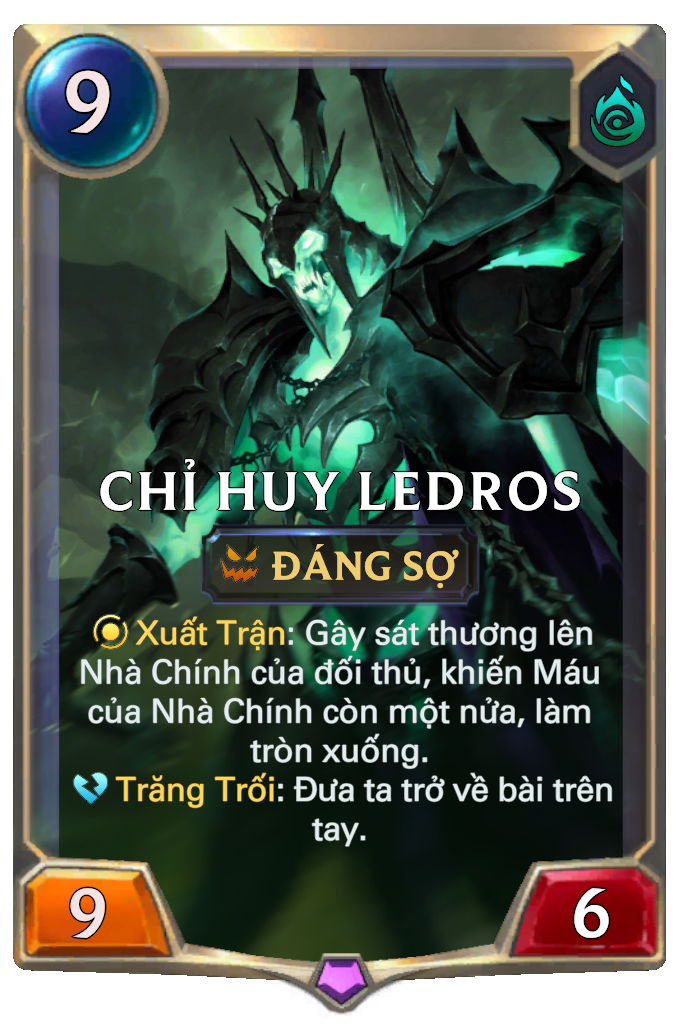 9
CHỈ HUY LEDROS
ĐÁNG SỢ
Xuất Trận: Gây sát thương lên
Nhà Chính của đối thủ, khiến Máu
của Nhà Chính còn một nửa, làm
tròn xuống.
Trăng Trối: Đưa ta trở về bài trên
tay.
9
6